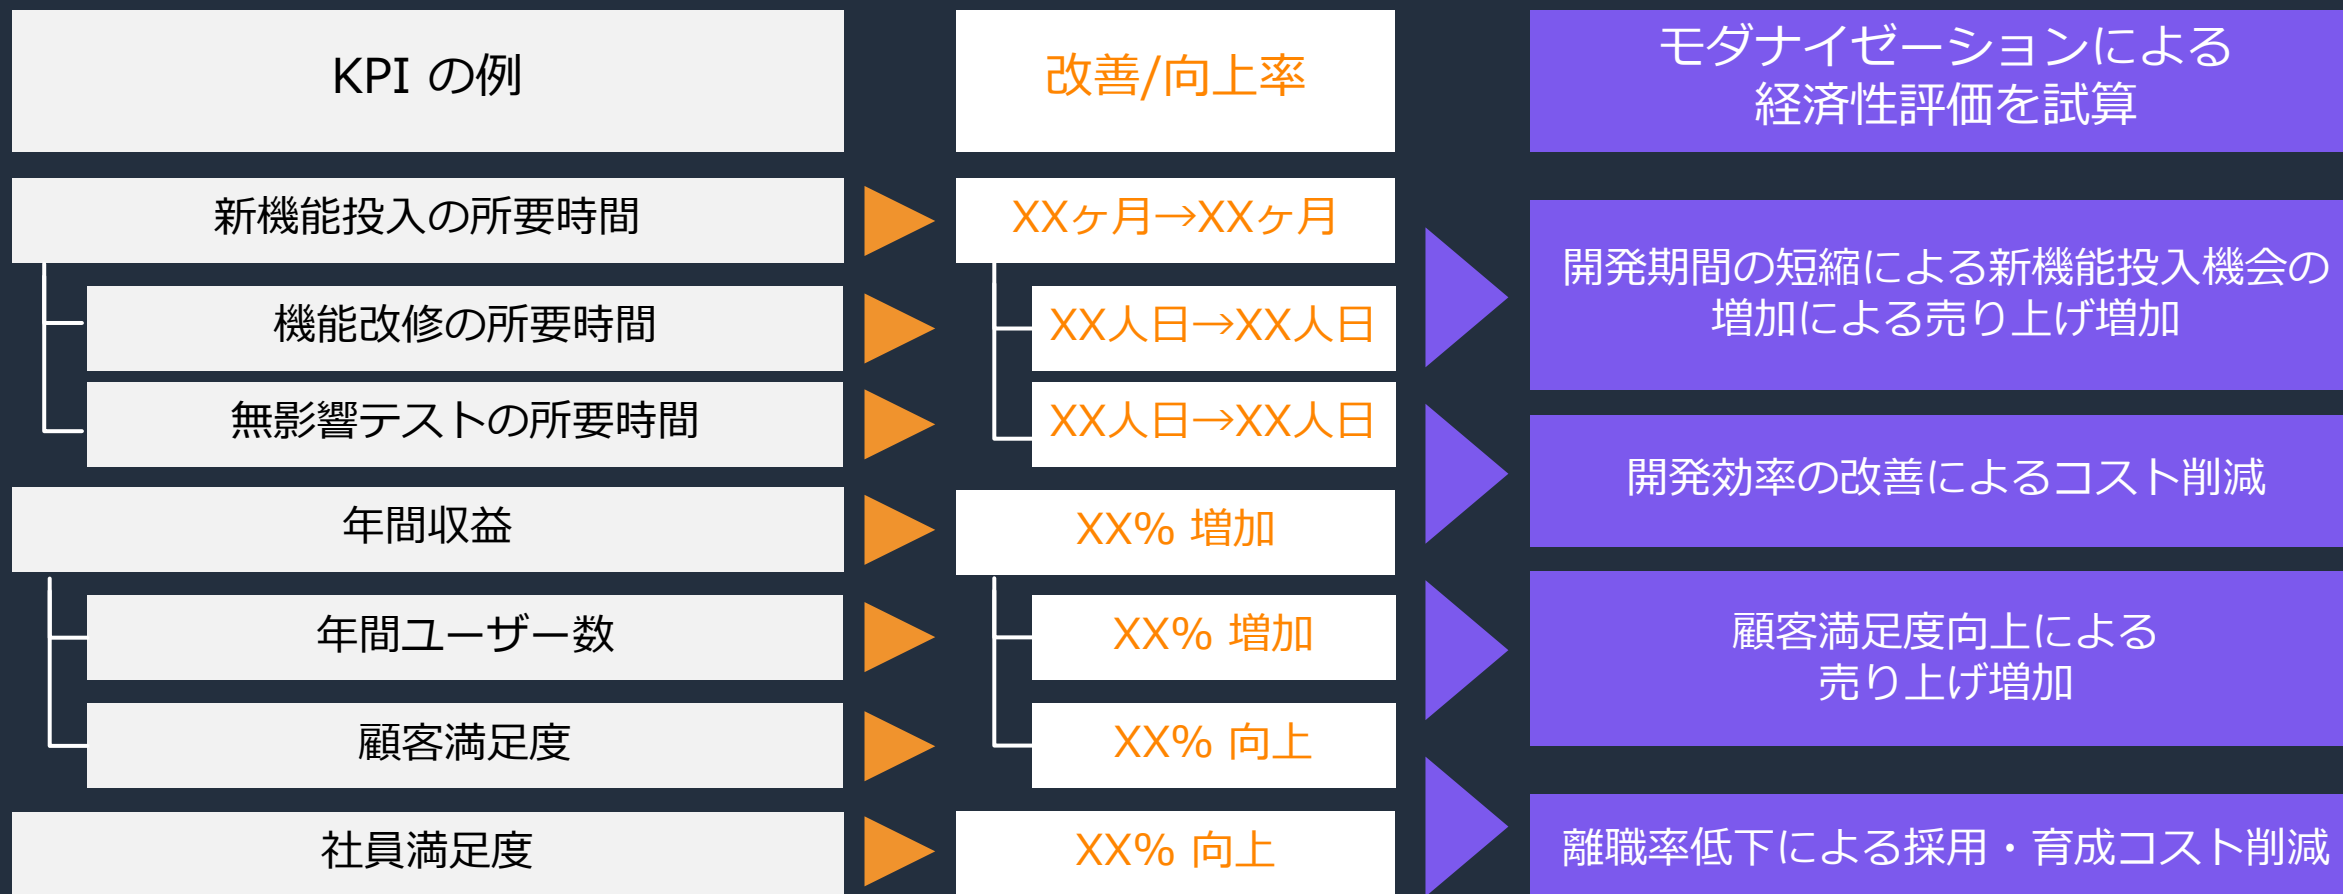 KPI の例
改善/向上率
モダナイゼーションによる
経済性評価を試算
新機能投入の所要時間
XXヶ月→XXヶ月
機能改修の所要時間
XX人日→XX人日
無影響テストの所要時間
XX人日→XX人日
年間収益
XX% 増加
年間ユーザー数
XX% 増加
顧客満足度
XX% 向上
社員満足度
XX% 向上
開発期間の短縮による新機能投入機会の
増加による売り上げ増加
開発効率の改善によるコスト削減
顧客満足度向上による
売り上げ増加
離職率低下による採用・育成コスト削減